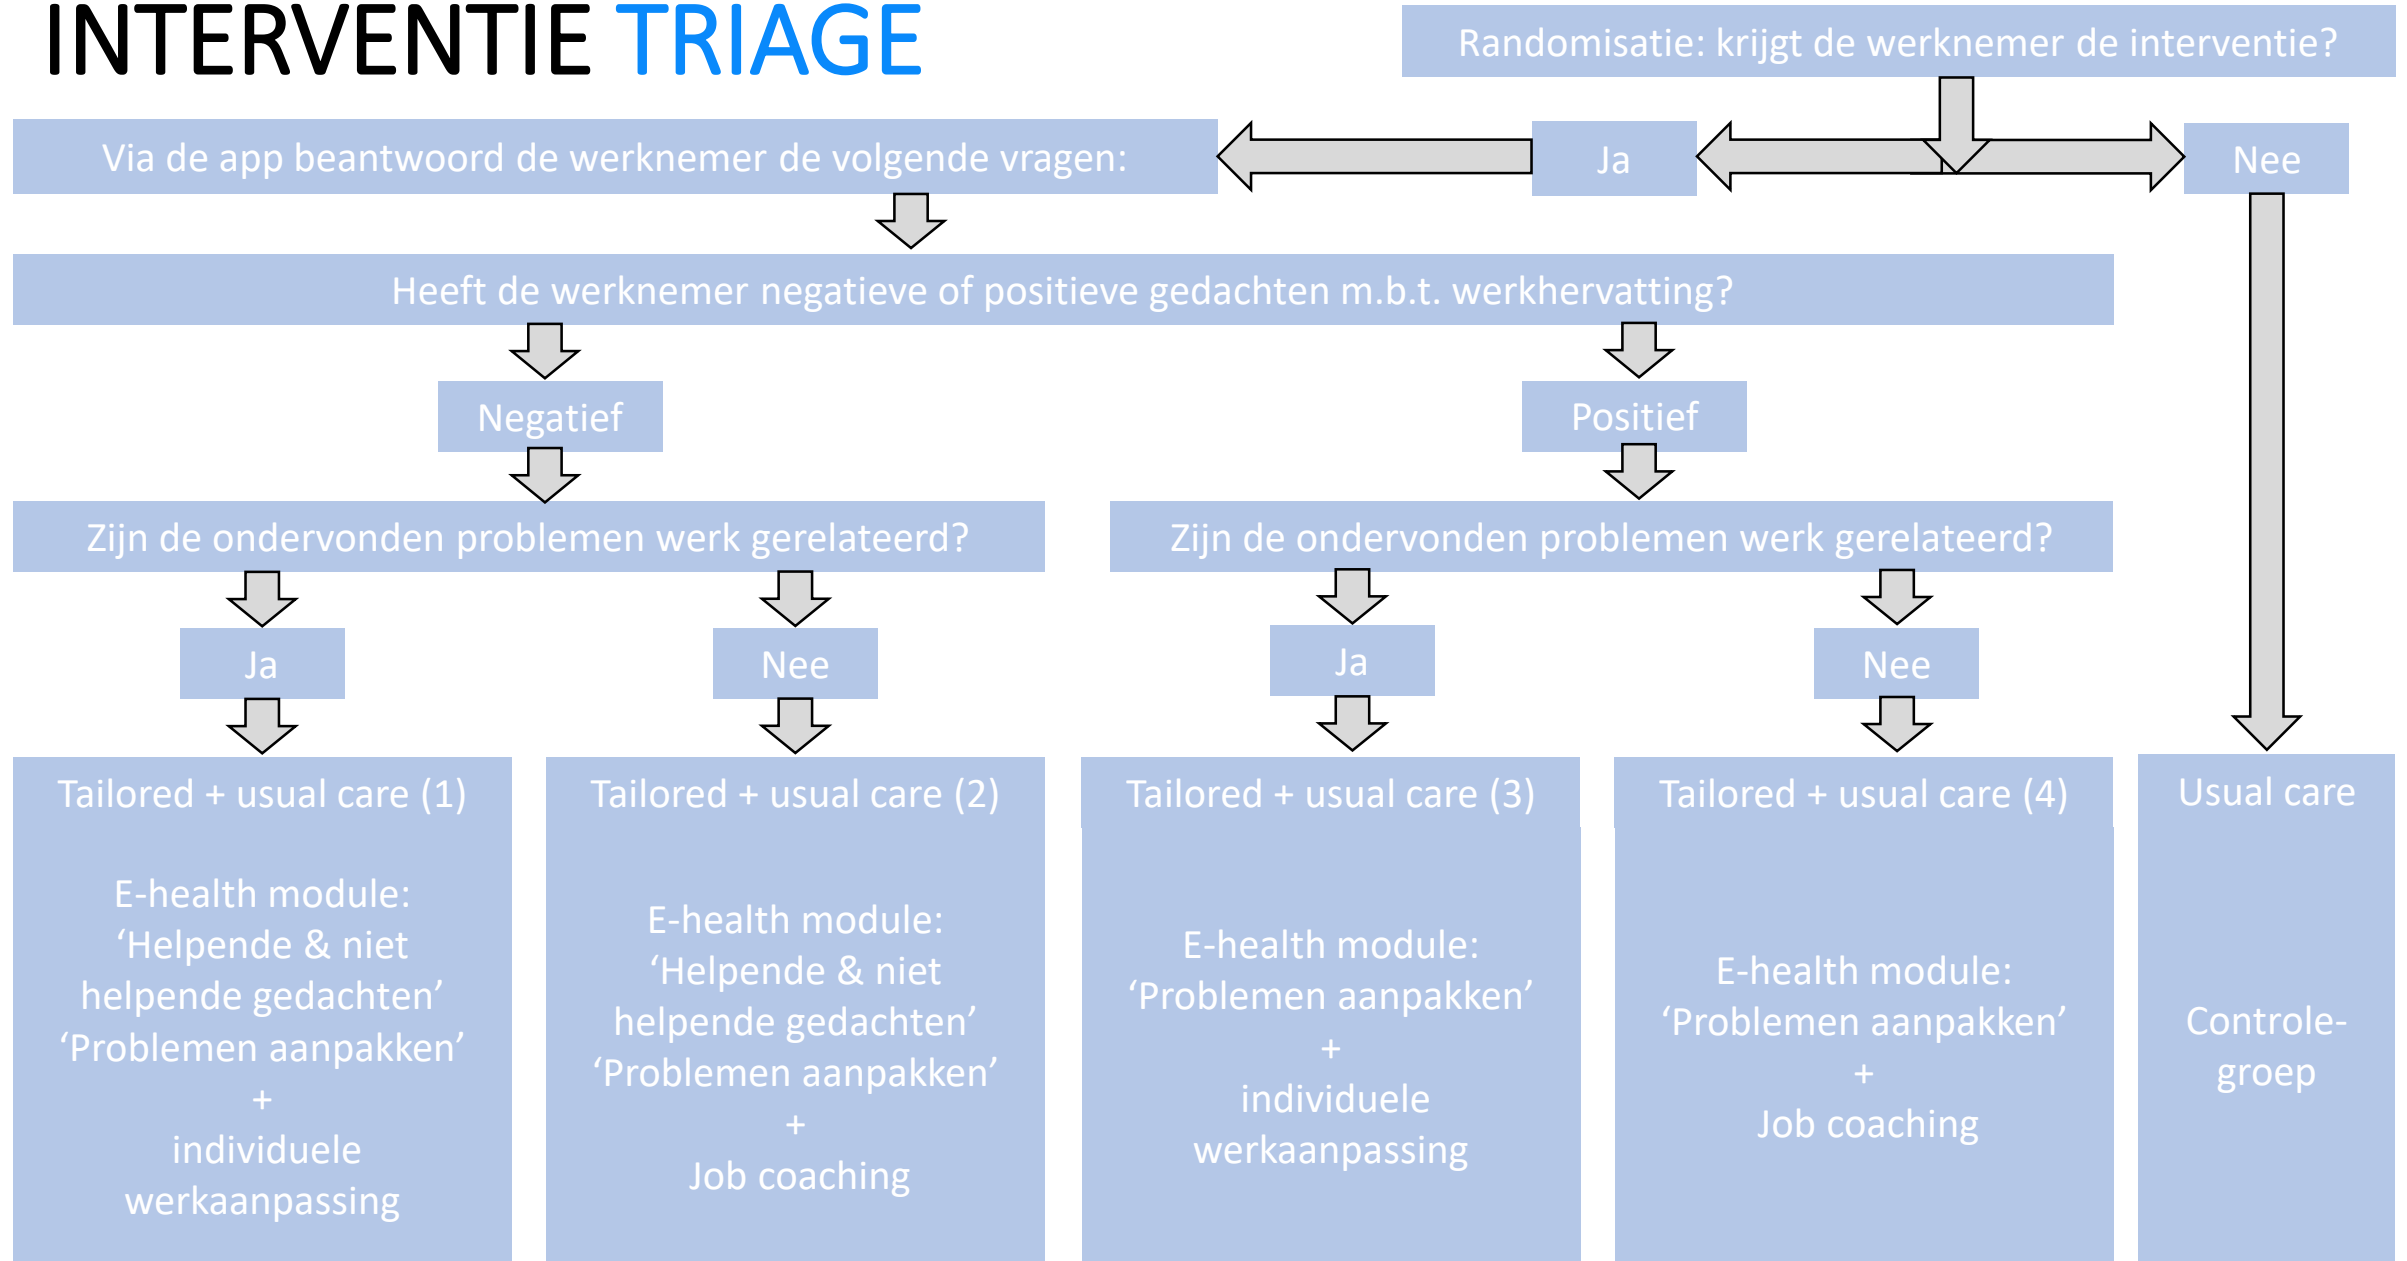 INTERVENTIE TRIAGE
Randomisatie: krijgt de werknemer de interventie?
Via de app beantwoord de werknemer de volgende vragen:
Ja
Nee
Heeft de werknemer negatieve of positieve gedachten m.b.t. werkhervatting?
Negatief
Positief
Zijn de ondervonden problemen werk gerelateerd?
Zijn de ondervonden problemen werk gerelateerd?
Ja
Nee
Ja
Nee
Tailored + usual care (1)
E-health module:
‘Helpende & niet
helpende gedachten’
‘Problemen aanpakken’
+
individuele
werkaanpassing
Tailored + usual care (2)
E-health module:
‘Helpende & niet
helpende gedachten’
‘Problemen aanpakken’
+
Job coaching
Tailored + usual care (3)
E-health module:
‘Problemen aanpakken’
+
individuele
werkaanpassing
Tailored + usual care (4)
E-health module:
‘Problemen aanpakken’
+
Job coaching
Usual care
Controle-
groep